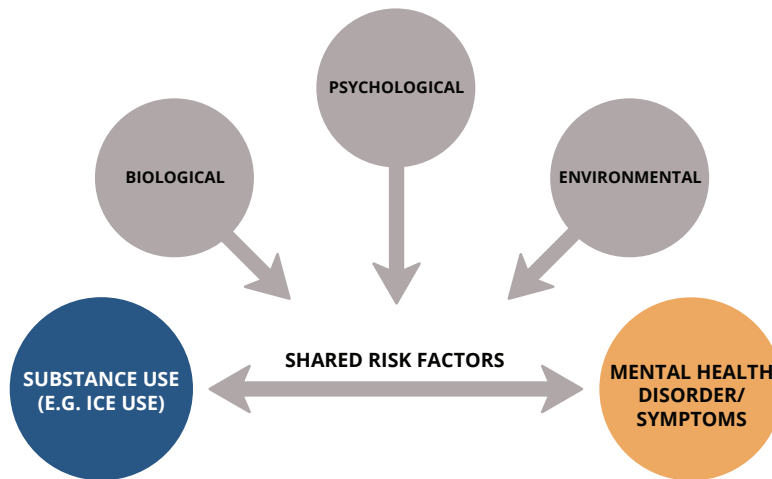 PSYCHOLOGICAL
BIOLOGICAL
ENVIRONMENTAL
SHARED RISK FACTORS
SUBSTANCE USE
(E.G. ICE USE)
MENTAL HEALTH
DISORDER/
SYMPTOMS